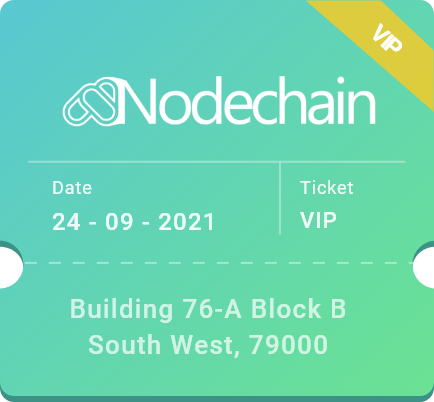 VIP
Nodechain
Date
24 - 09 - 2021
Ticket
VIP
Building 76-A Block B
South West, 79000